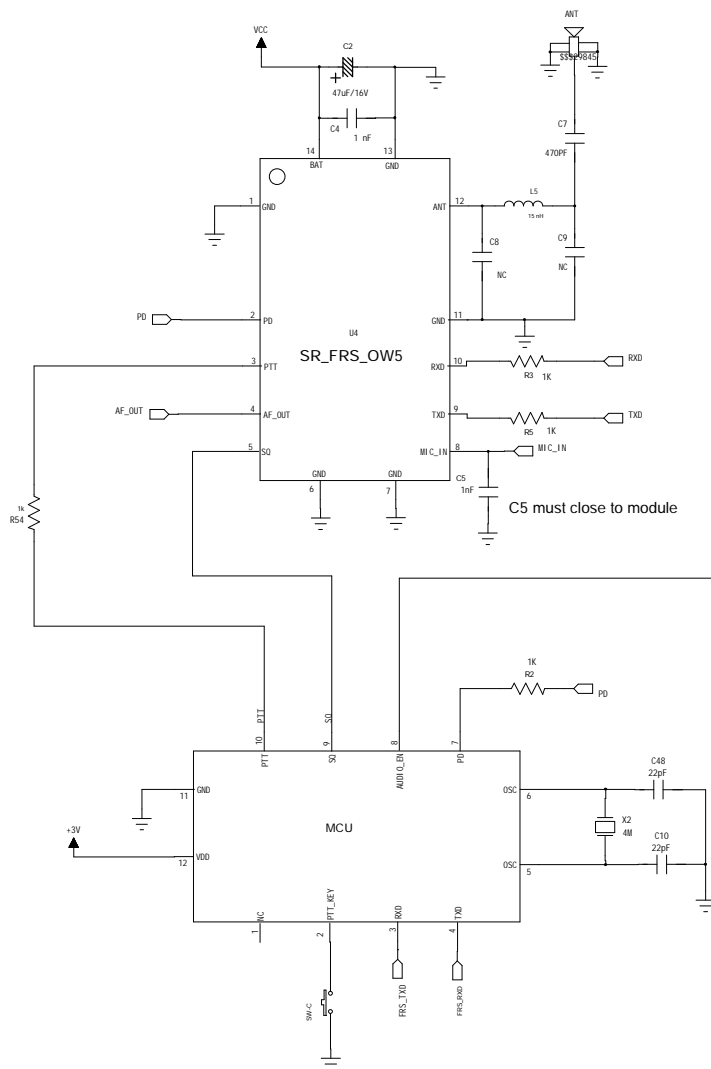 ANT
VCC
C2
SSS29845
47uF/16V
C7
C4
1 nF
470PF
14
13
BAT
GND
L5
1
GND
ANT
12
15 nH
C8
C9
NC
NC
PD
2
PD
GND
11
U4
SR_FRS_OW5
3
PTT
RXD
10
RXD
R3
1K
AF_OUT
4
AF_OUT
TXD
9
TXD
R5
1K
5
SQ
MIC_IN
8
MIC_IN
GND
GND
C5
1nF
6
7
C5 must close to module
1k
R54
1K
R2
PD
PTT
SQ
10
9
8
7
PTT
SQ
AUDIO_EN
PD
C48
22pF
11
GND
OSC
6
MCU
X2
4M
+3V
C10
22pF
12
VDD
OSC
5
NC
PTT_KEY
RXD
TXD
1
2
3
4
SW-C
FRS_TXD
FRS_RXD